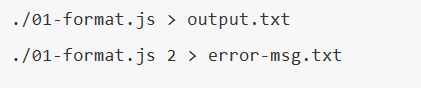 ./01-format.js > output.txt
./01-format.js 2 > error-msg.txt